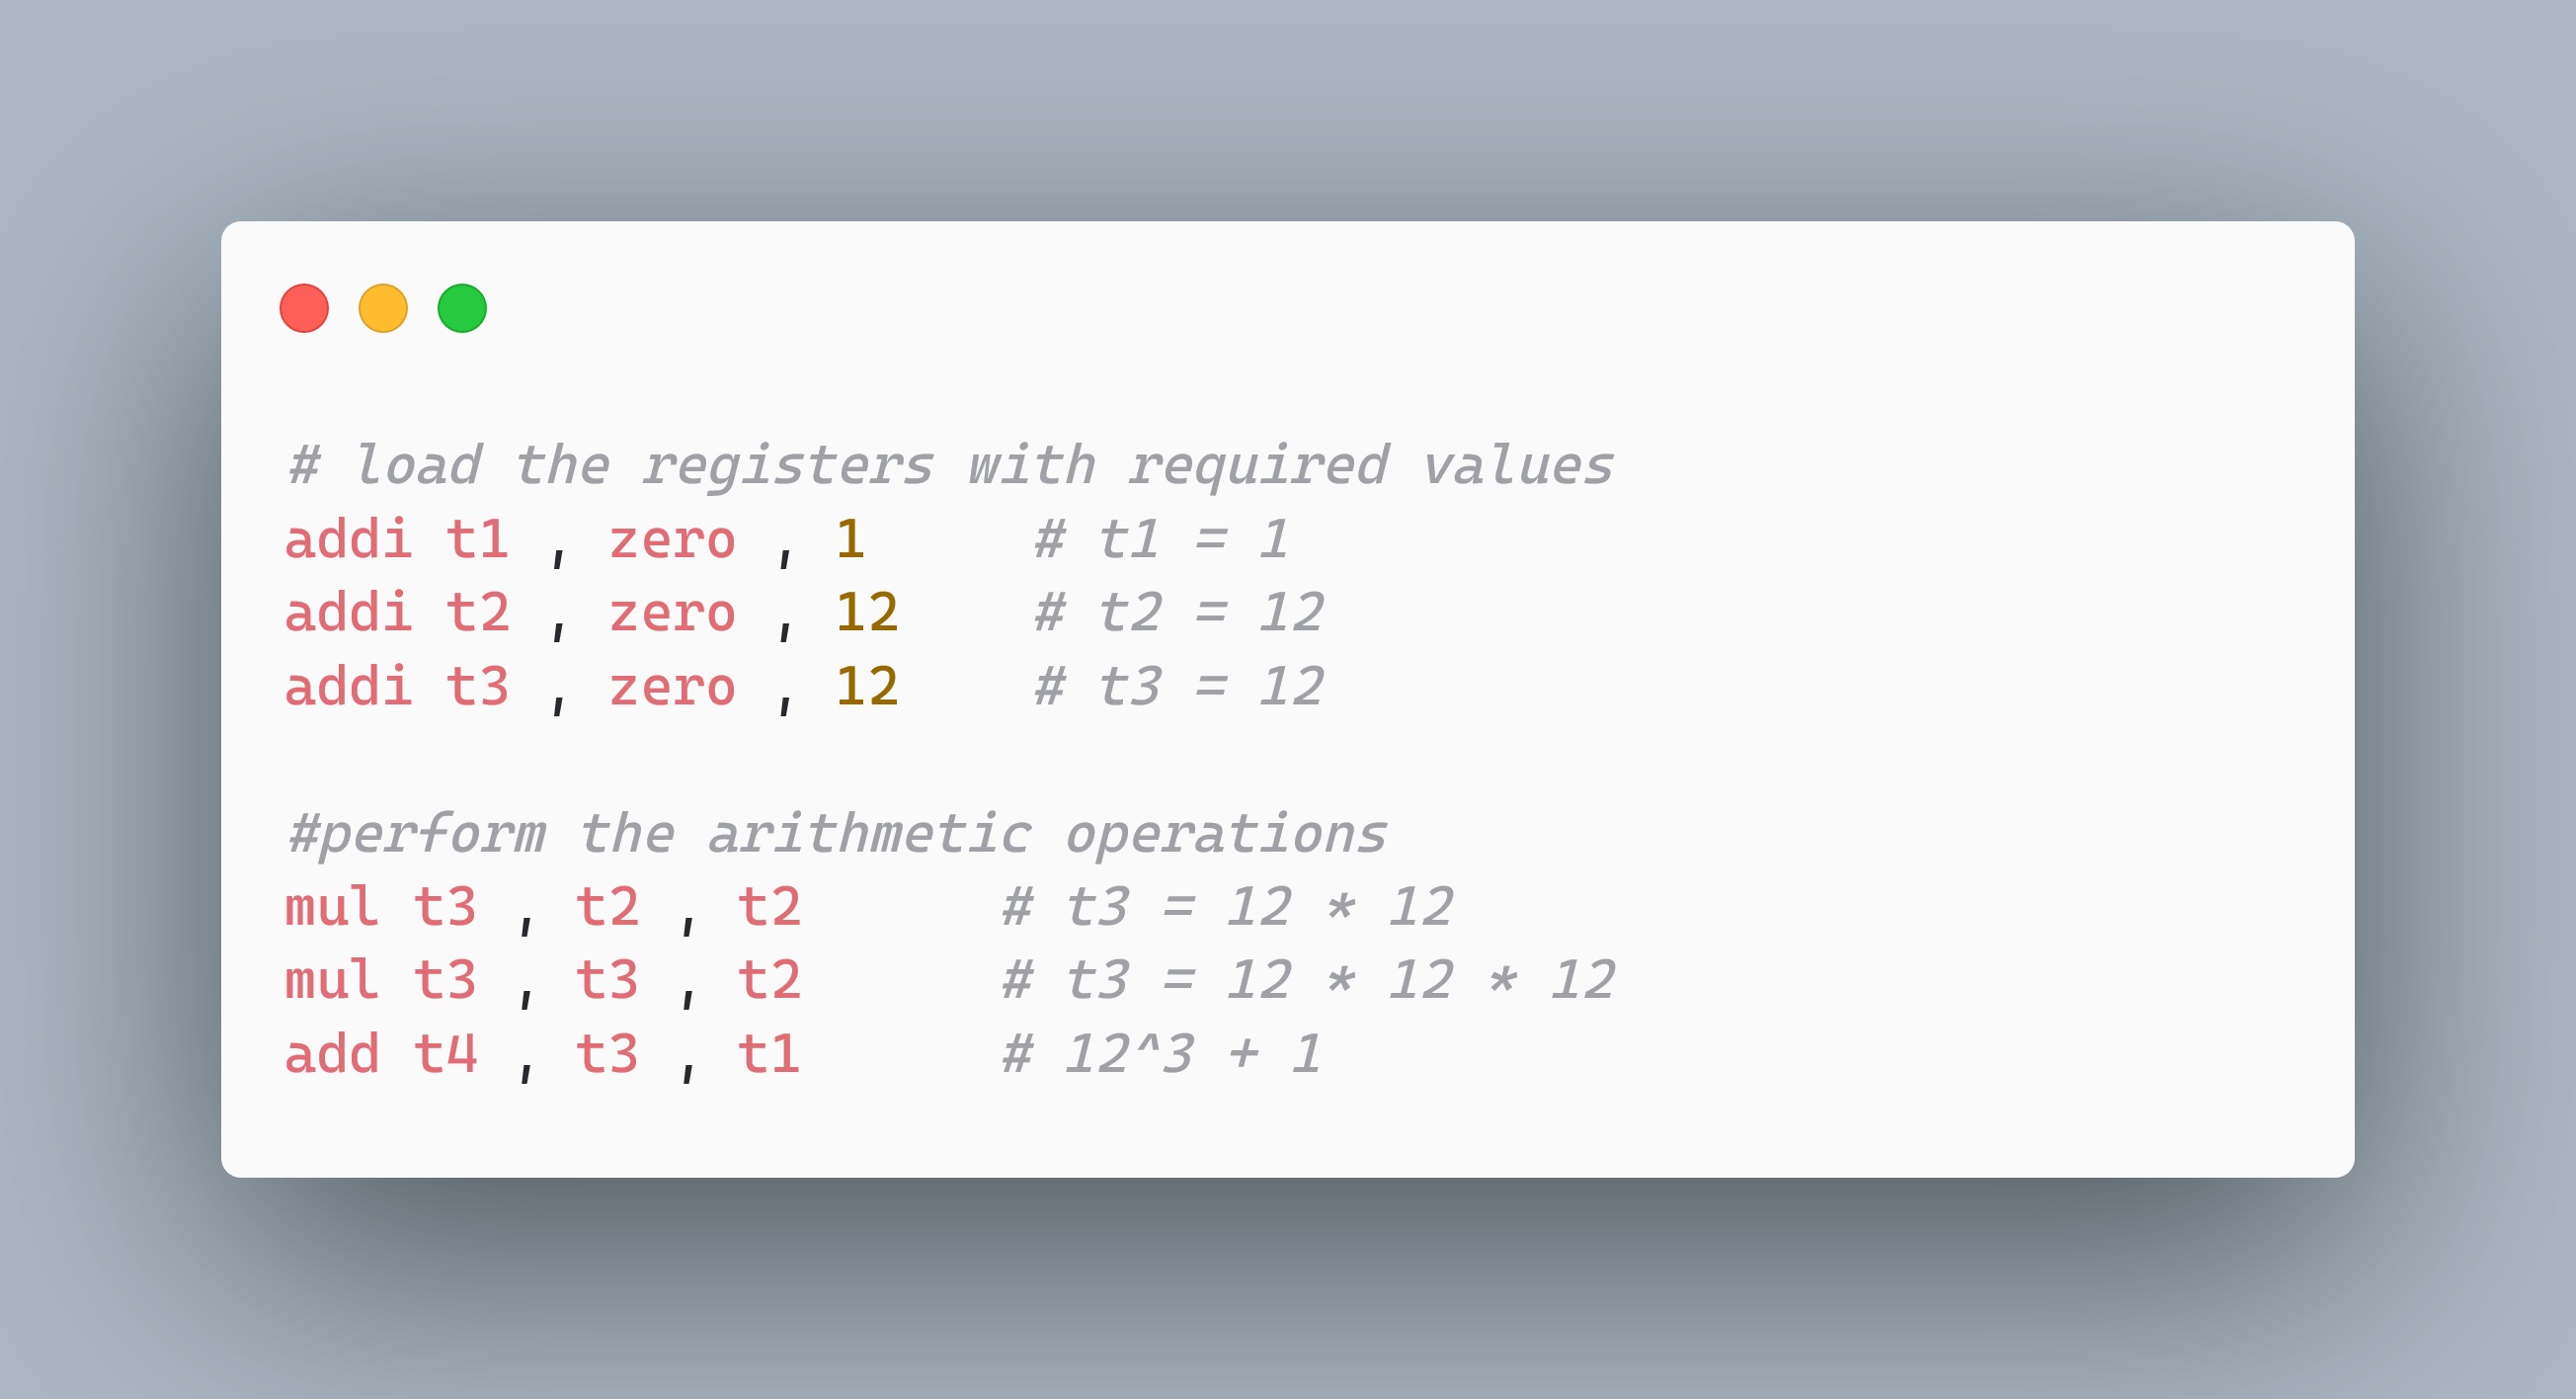 # load the registers with required values
addi t1 , zero , 1     # t1 = 1
addi t2 , zero , 12    # t2 = 12
addi t3 , zero , 12    # t3 = 12
#perform the arithmetic operations
mul t3 , t2 , t2      # t3 = 12 * 12
mul t3 , t3 , t2      # t3 = 12 * 12 * 12
add t4 , t3 , t1      # 12^3 + 1